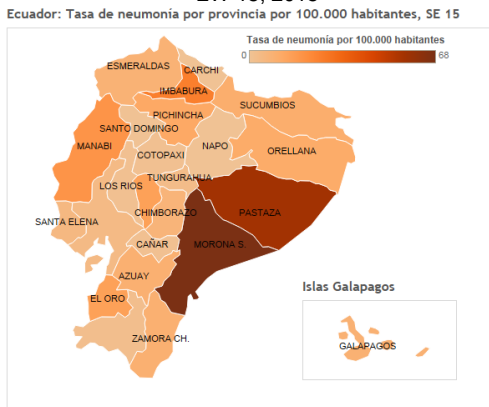 Ecuador: Tasa de neumonía por provincia por 100.000 habitantes, SE 15
Tasa de neumonía por 100.000 habitantes
0 68
ESMERALDAS
CARCHI
IMBABURA
SUCUMBIOS
PICHINCHA
SANTO DOMINGO
MANABI
NAPO
ORELLANA
COTOPAXI
TUNGURAHUA
LOS RIOS
CHIMBORAZO
PASTAZA
SANTA ELENA
CAÑAR
MORONA S.
AZUAY
EL ORO
Islas Galapagos
ZAMORA CH.
GALAPAGOS